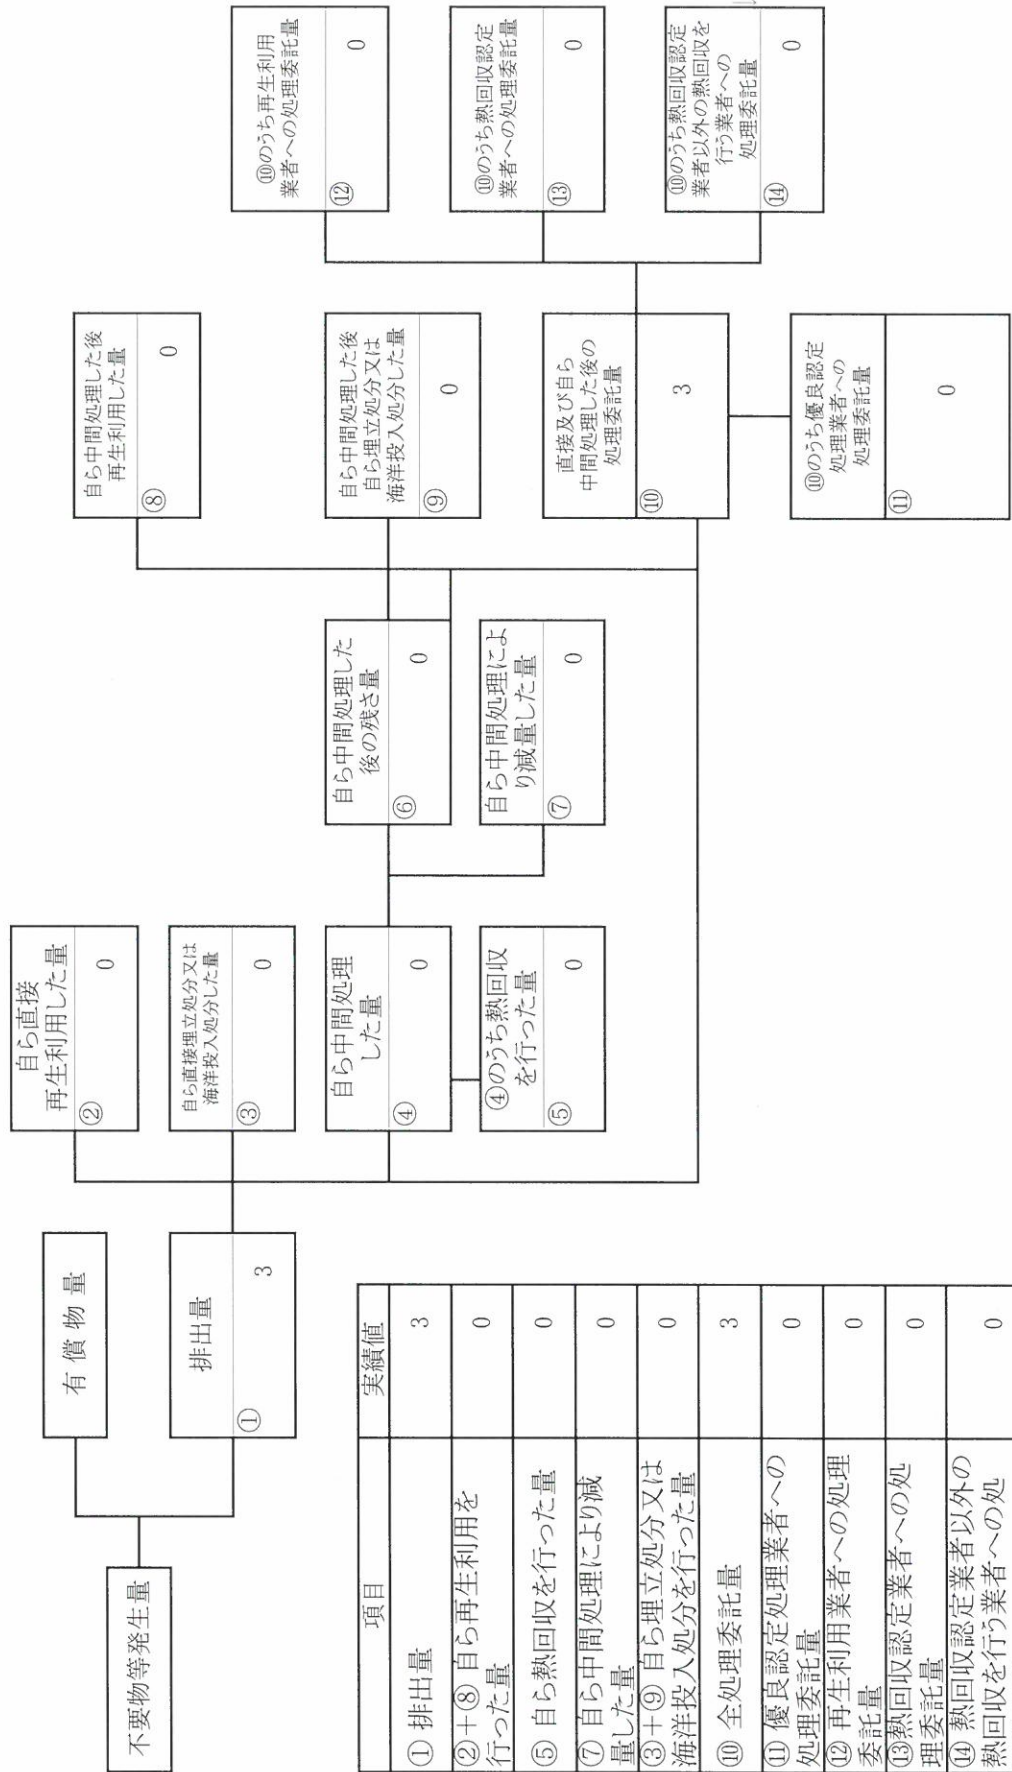 不要物等発生量
有償物量
排出量
① 3
自ら直接
再生利用した量
② 0
自ら直接埋立処分又は
海洋投入処分した量
③ 0
自ら中間処理
した量
④ 0
④のうち熱回収
を行った量
⑤ 0
自ら中間処理した
後の残さ量
⑥ 0
自ら中間処理によ
り減量した量
⑦ 0
自ら中間処理した後
再生利用した量
⑧ 0
自ら中間処理した後
自ら埋立処分又は
海洋投入処分した量
⑨ 0
直接及び自ら
中間処理した後の
処理委託量
⑩ 3
⑩のうち優良認定
処理業者への
処理委託量
⑪ 0
⑩のうち再生利用
業者への処理委託量
⑫ 0
⑩のうち熱回収認定
業者への処理委託量
⑬ 0
⑩のうち熱回収認定
業者以外の熱回収を
行う業者への
処理委託量
⑭ 0
項目 実績値
① 排出量 3
②+⑧ 自ら再生利用を
行った量 0
⑤ 自ら熱回収を行った量 0
⑦ 自ら中間処理により減
量した量 0
③+⑨ 自ら埋立処分又は
海洋投入処分を行った量 0
⑩ 全処理委託量 3
⑪ 優良認定処理業者への
処理委託量 0
⑫ 再生利用業者への処理
委託量 0
⑬熱回収認定業者への処
理委託量 0
⑭ 熱回収認定業者以外の
熱回収を行う業者への処 0